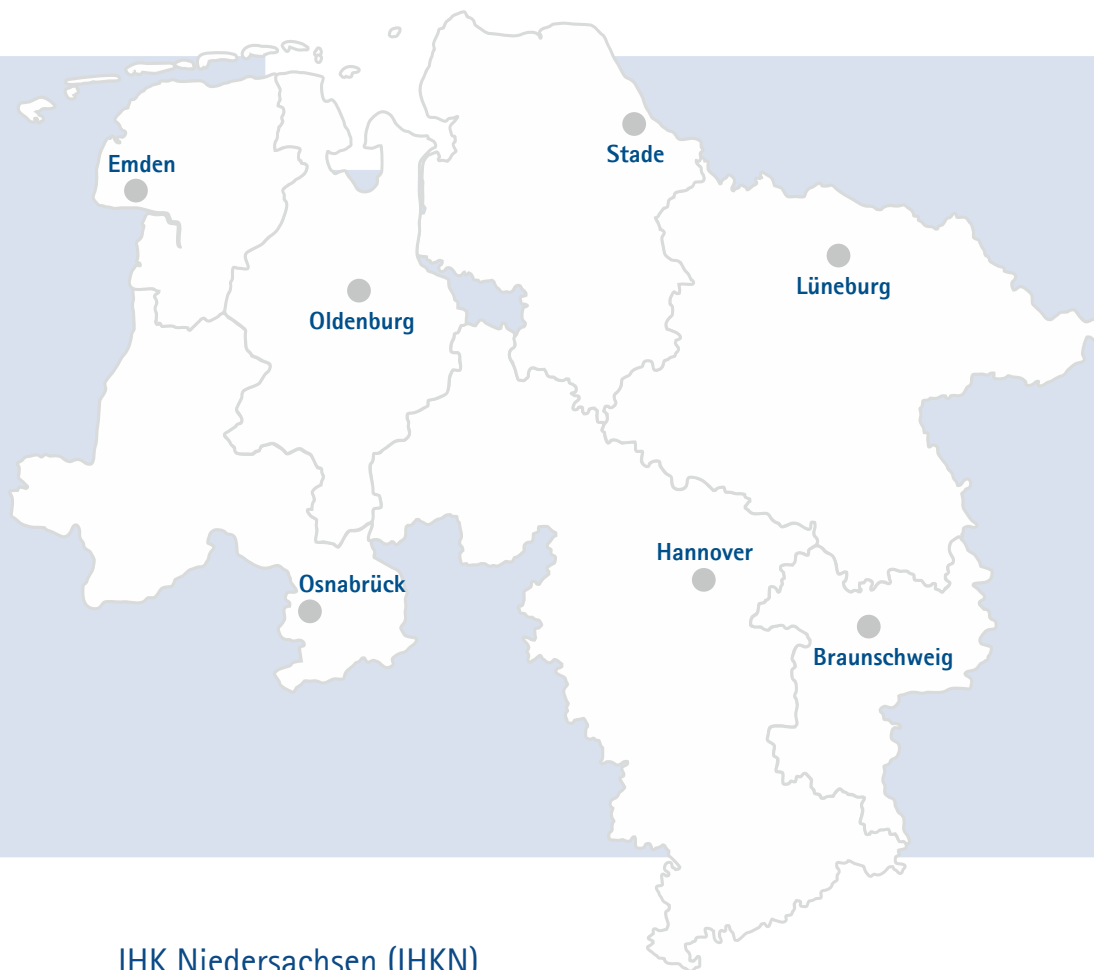 Emden
Stade
Lüneburg
Oldenburg
Hannover
Osnabrück
Braunschweig
IHK Niedersachsen (IHKN)